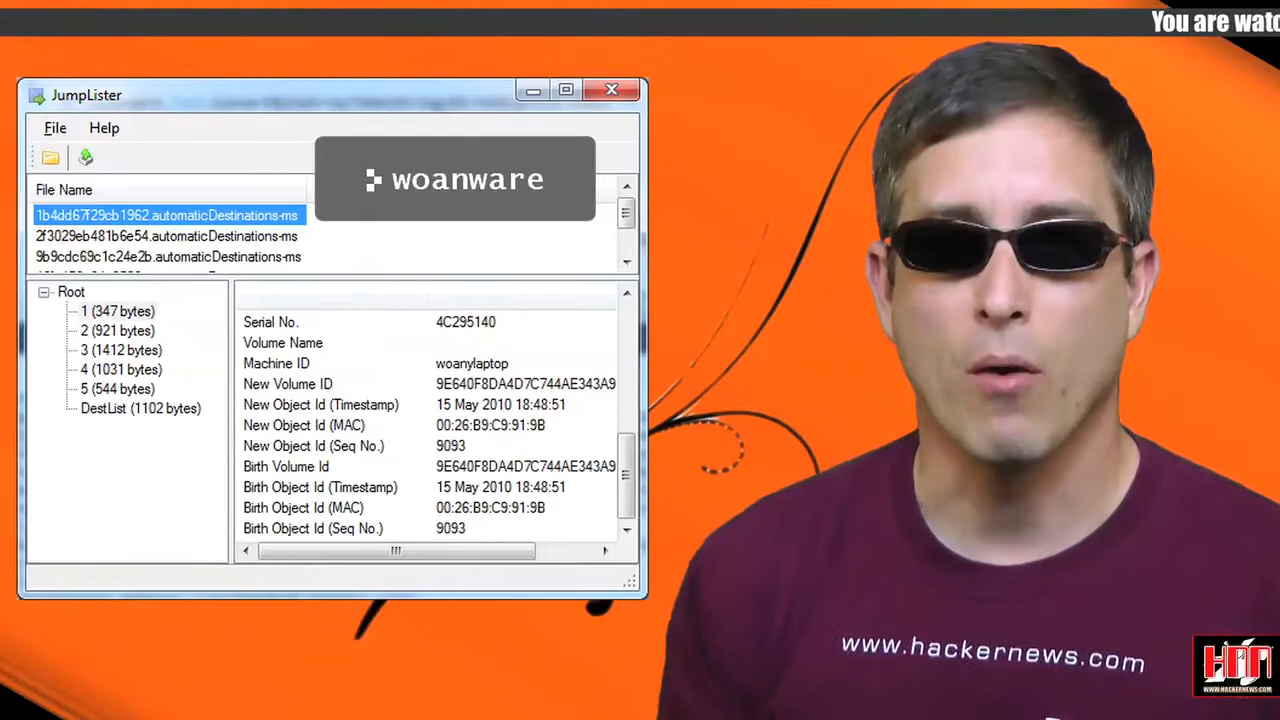 You are watc
JumpLister
File Help
woanware
File Name
1b4dd67f29cb1962.automaticDestinations-ms
2f3029eb481b6e54.automaticDestinations-ms
9b9cdc69c1c24e2b.automaticDestinations-ms
Root
1 (347 bytes)
2 (921 bytes)
3 (1412 bytes)
4 (1031 bytes)
5 (544 bytes)
DestList (1102 bytes)
Serial No. 4C295140
Volume Name
Machine ID woanylaptop
New Volume ID 9E640F8DA4D7C744AE343A9
New Object Id (Timestamp) 15 May 2010 18:48:51
New Object Id (MAC) 00:26:B9:C9:91:9B
New Object Id (Seq No.) 9093
Birth Volume Id 9E640F8DA4D7C744AE343A9
Birth Object Id (Timestamp) 15 May 2010 18:48:51
Birth Object Id (MAC) 00:26:B9:C9:91:9B
Birth Object Id (Seq No.) 9093
www.hackernews.com
HNN
WWW.HACKERNEWS.COM